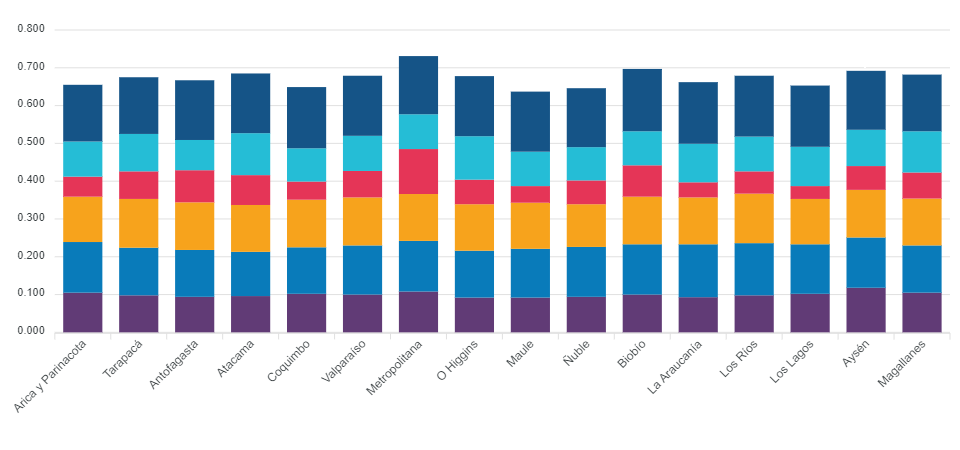 0.800
0.700
0.600
0.500
0.400
0.300
0.200
0.100
0.000
Arica y Parinacota
Tarapacá
Antofagasta
Atacama
Coquimbo
Valparaíso
Metropolitana
O Higgins
Maule
Ñuble
Biobío
La Araucanía
Los Ríos
Los Lagos
Aysén
Magallanes